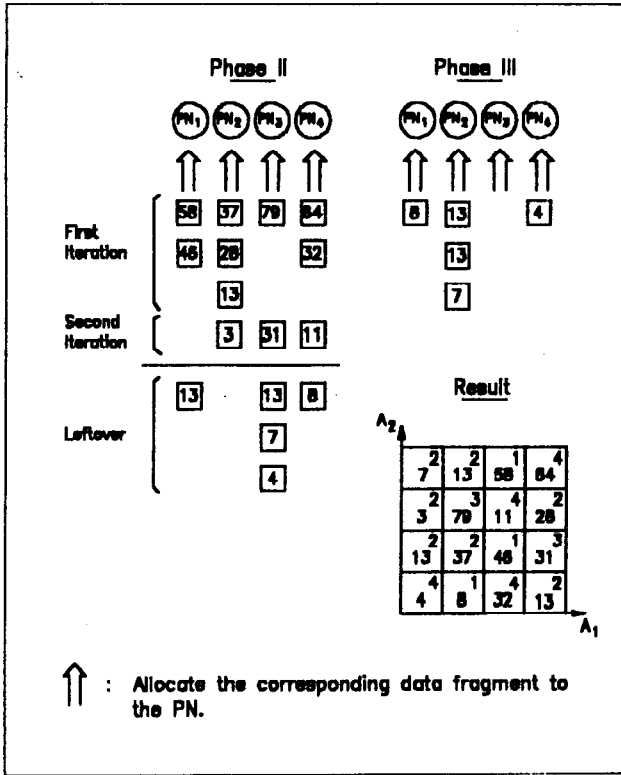 Phase II Phase III
PN1 PN2 PN3 PN4 PN1 PN2 PN3 PN4
First Iteration 58 37 79 64 8 13 4
46 28 32 13
13 7
Second Iteration 3 31 11
Leftover 13 13 8
7
4
Result
A2
2 2 1 4
7 13 58 64
2 3 4 2
3 79 11 28
2 2 1 3
13 37 46 31
4 1 4 2
4 8 32 13
A1
: Allocate the corresponding data fragment to
the PN.